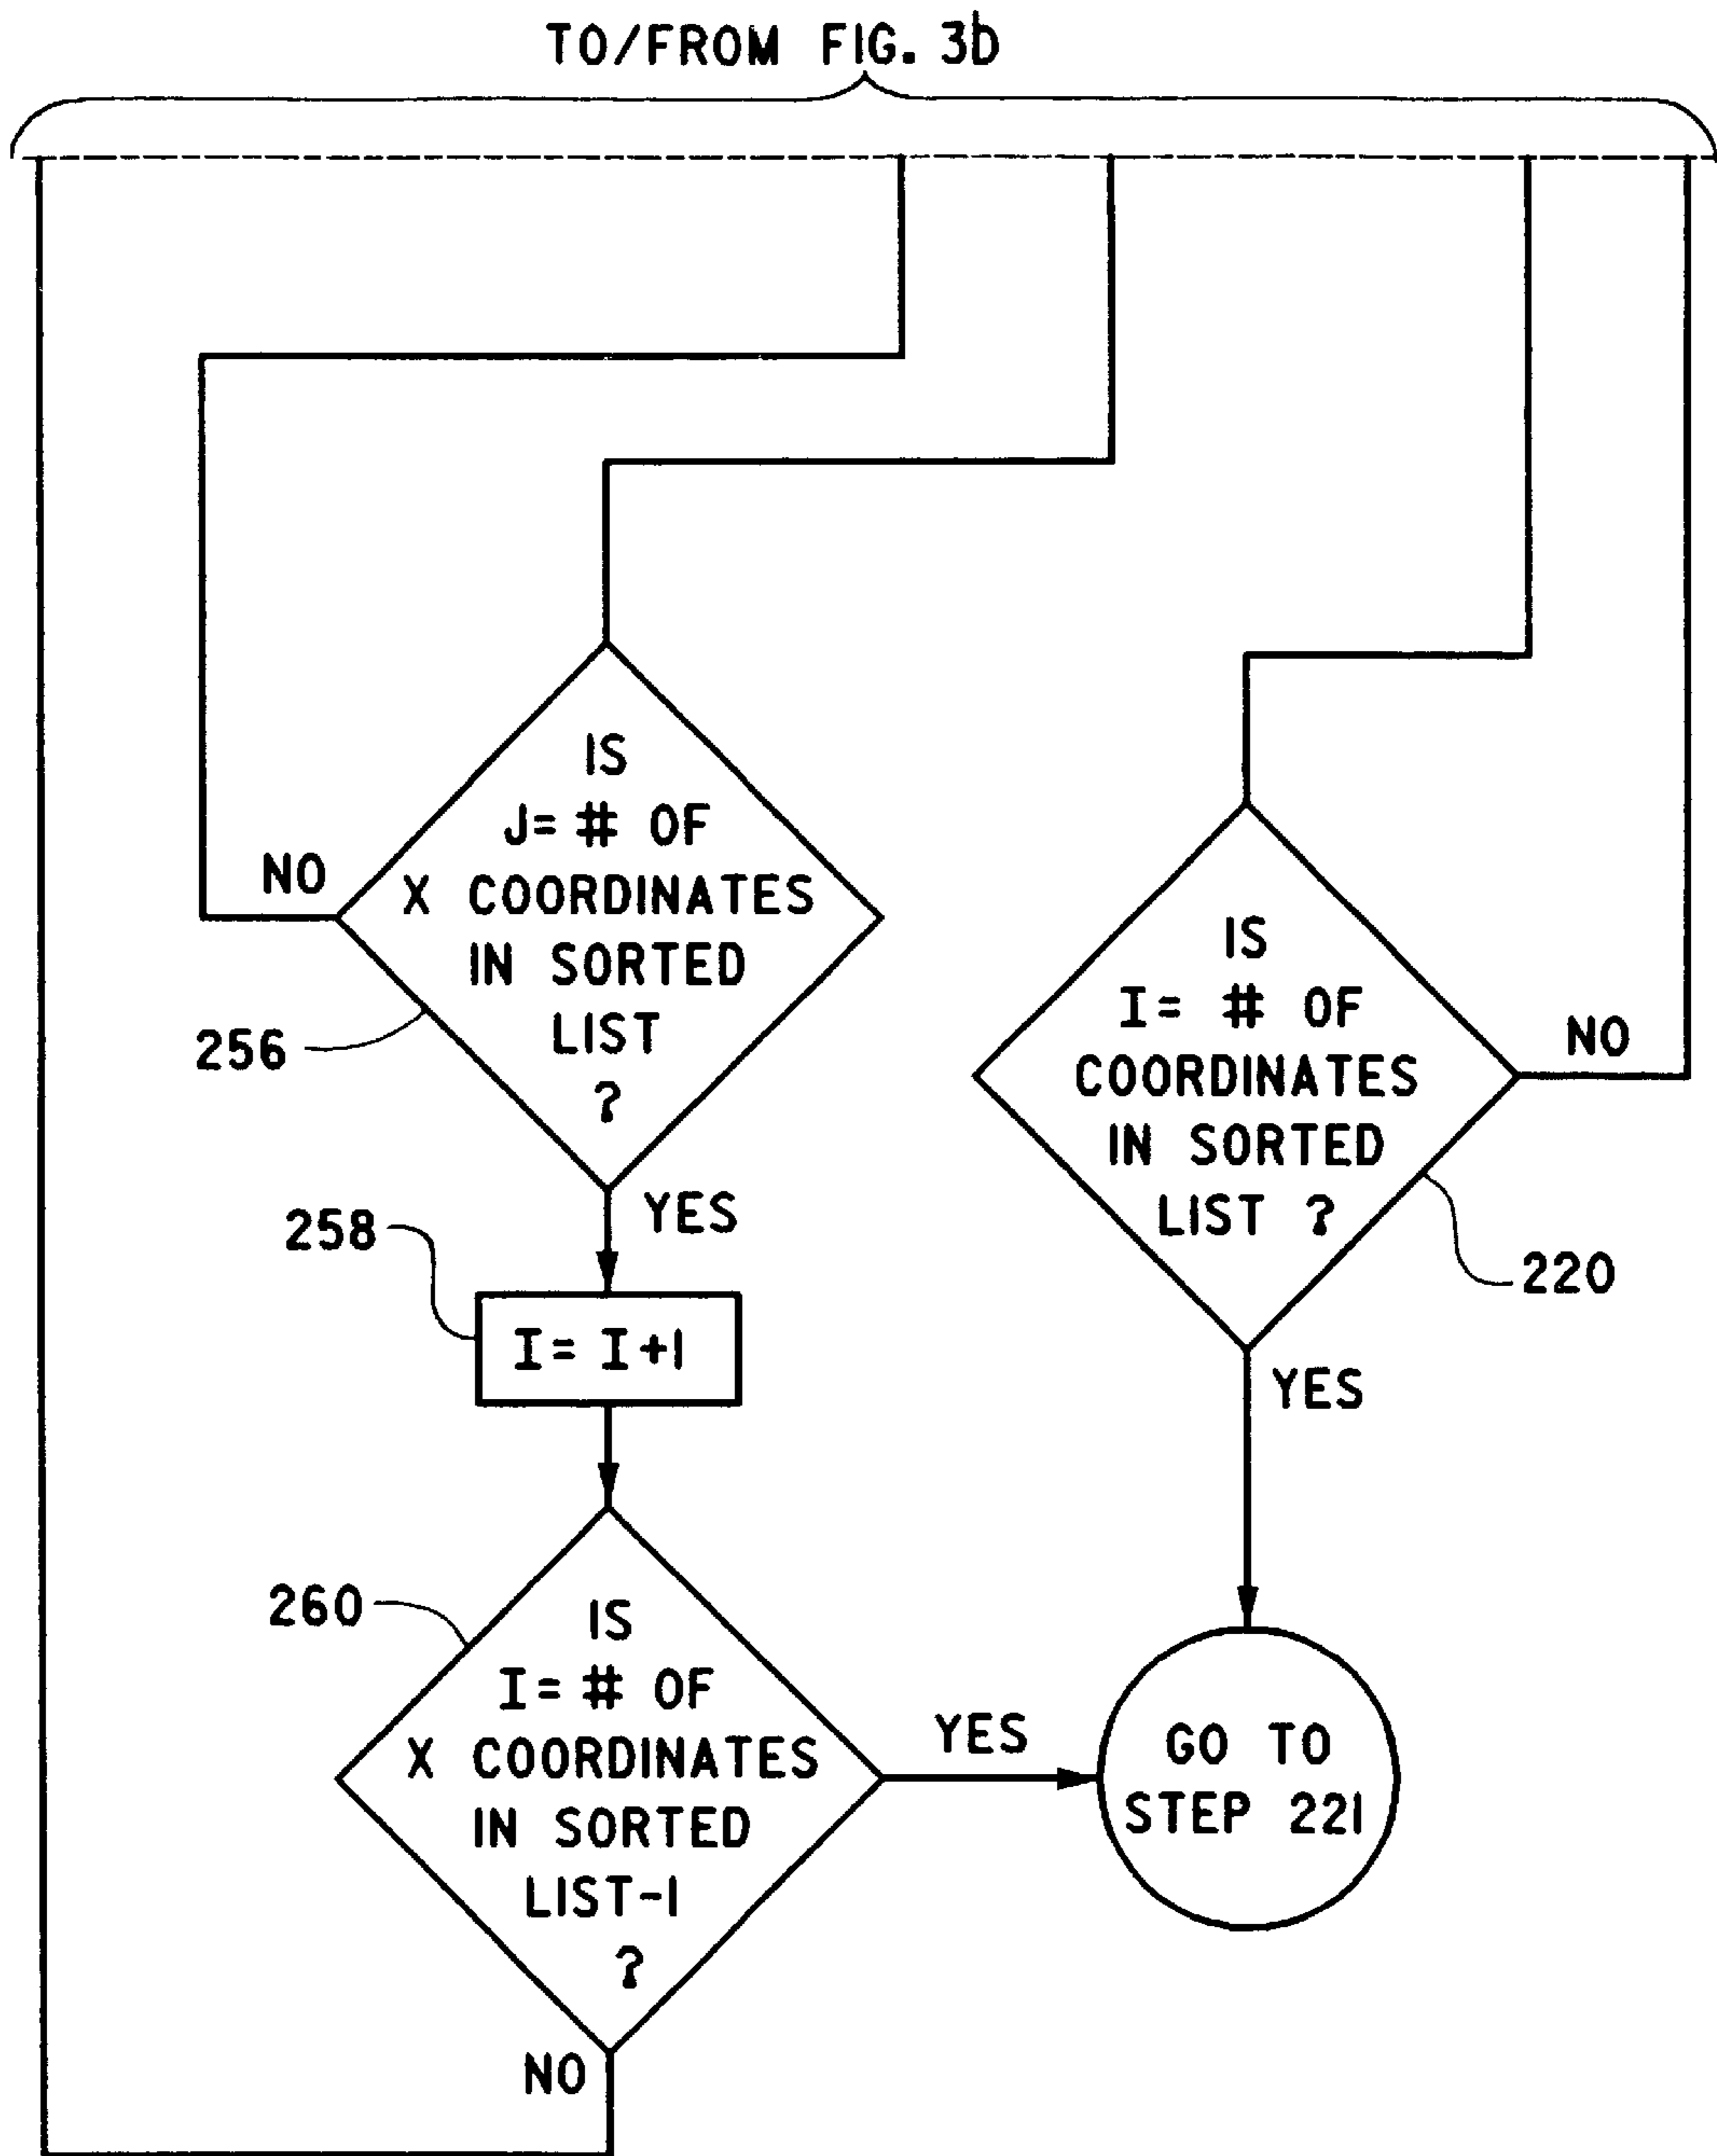 TO/FROM FIG. 3b
IS
J= # OF
X COORDINATES
IN SORTED
LIST
?
NO
256
YES
258
I= I+1
260
IS
I= # OF
X COORDINATES
IN SORTED
LIST-1
?
YES
NO
IS
I= # OF
COORDINATES
IN SORTED
LIST ?
NO
220
YES
GO TO
STEP 221